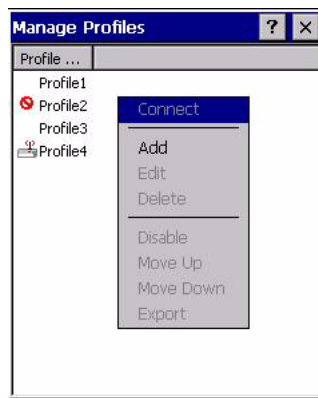 Manage Profiles ? ×
Profile ...
Profile1
Profile2
Profile3
Profile4
Connect
Add
Edit
Delete
Disable
Move Up
Move Down
Export